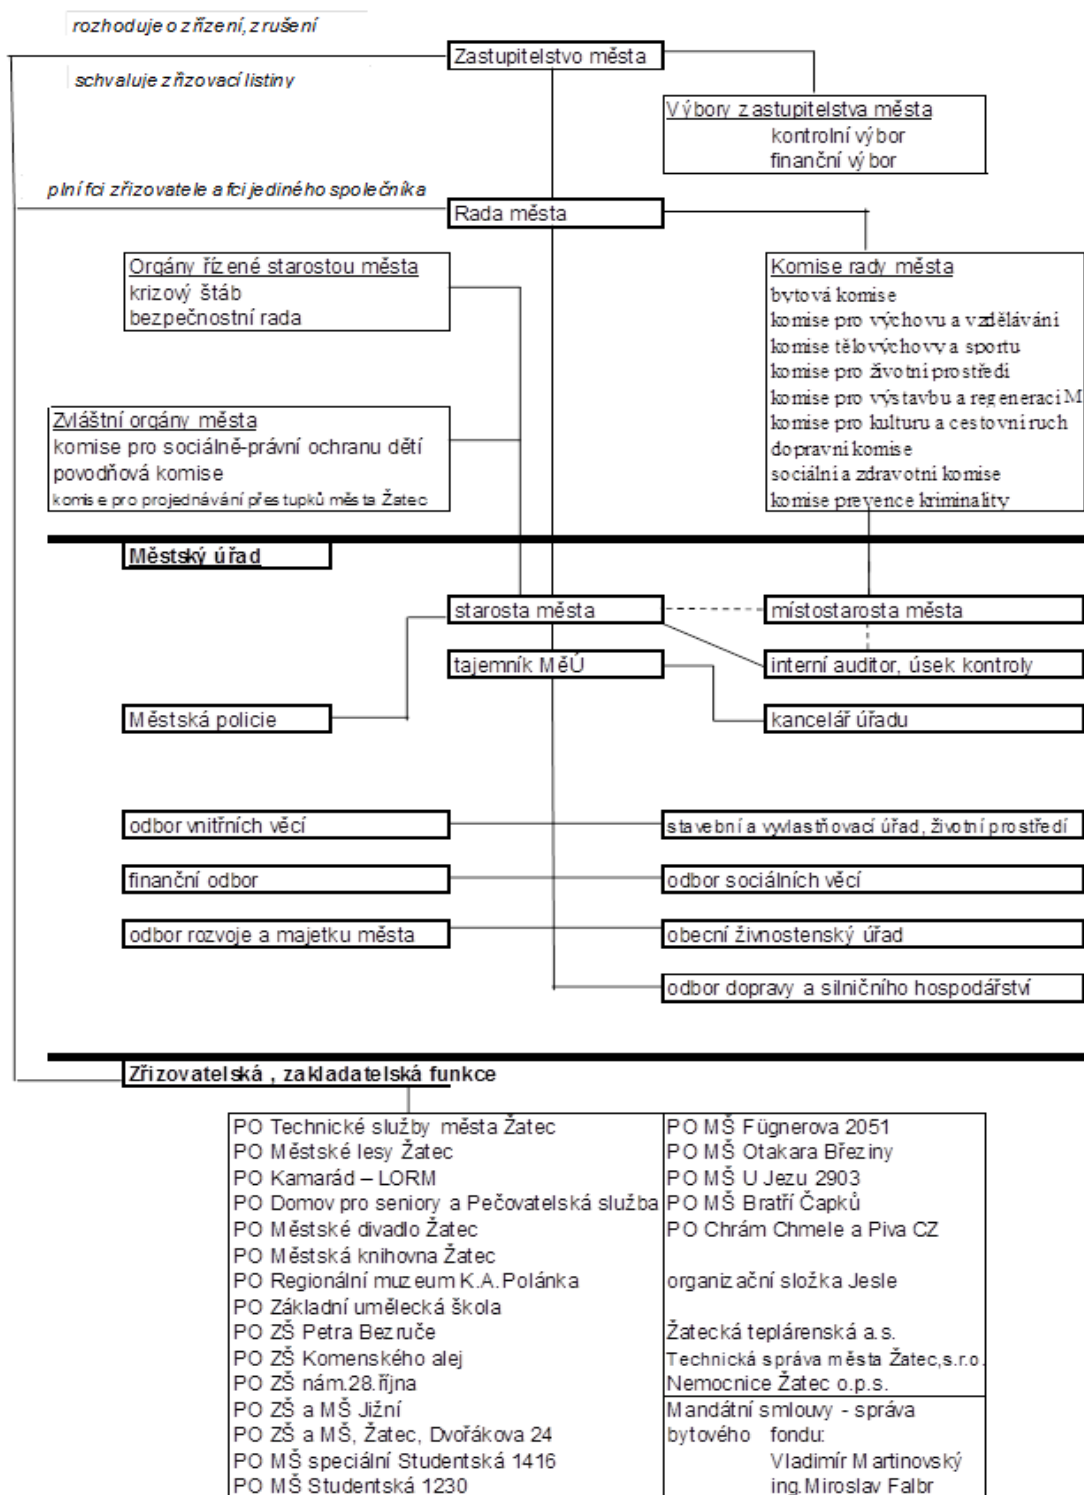 rozhoduje o zřízení, zrušení
Zastupitelstvo města
schvaluje zřizovací listiny
Výbory zastupitelstva města
kontrolní výbor
finanční výbor
plní fci zřizovatele a fci jediného společníka
Rada města
Orgány řízené starostou města
krizový štáb
bezpečnostní rada
Komise rady města
bytová komise
komise pro výchovu a vzdělávání
komise tělovýchovy a sportu
komise pro životní prostředí
komise pro výstavbu a regeneraci M
komise pro kulturu a cestovní ruch
dopravní komise
sociální a zdravotní komise
komise prevence kriminality
Zvláštní orgány města
komise pro sociálně-právní ochranu dětí
povodňová komise
komise pro projednávání přestupků města Žatec
Městský úřad
starosta města
místostarosta města
tajemník MěÚ
interní auditor, úsek kontroly
Městská policie
kancelář úřadu
odbor vnitřních věcí
stavební a vyvlastňovací úřad, životní prostředí
finanční odbor
odbor sociálních věcí
odbor rozvoje a majetku města
obecní živnostenský úřad
odbor dopravy a silničního hospodářství
Zřizovatelská , zakladatelská funkce
PO Technické služby města Žatec
PO Městské lesy Žatec
PO Kamarád – LORM
PO Domov pro seniory a Pečovatelská služba
PO Městské divadlo Žatec
PO Městská knihovna Žatec
PO Regionální muzeum K.A.Polánka
PO Základní umělecká škola
PO ZŠ Petra Bezruče
PO ZŠ Komenského alej
PO ZŠ nám.28.října
PO ZŠ a MŠ Jižní
PO ZŠ a MŠ, Žatec, Dvořákova 24
PO MŠ speciální Studentská 1416
PO MŠ Studentská 1230
PO MŠ Fügnerova 2051
PO MŠ Otakara Březiny
PO MŠ U Jezu 2903
PO MŠ Bratří Čapků
PO Chrám Chmele a Piva CZ
organizační složka Jesle
Žatecká teplárenská a.s.
Technická správa města Žatec,s.r.o.
Nemocnice Žatec o.p.s.
Mandátní smlouvy - správa
bytového fondu:
Vladimír Martinovský
ing.Miroslav Falbr